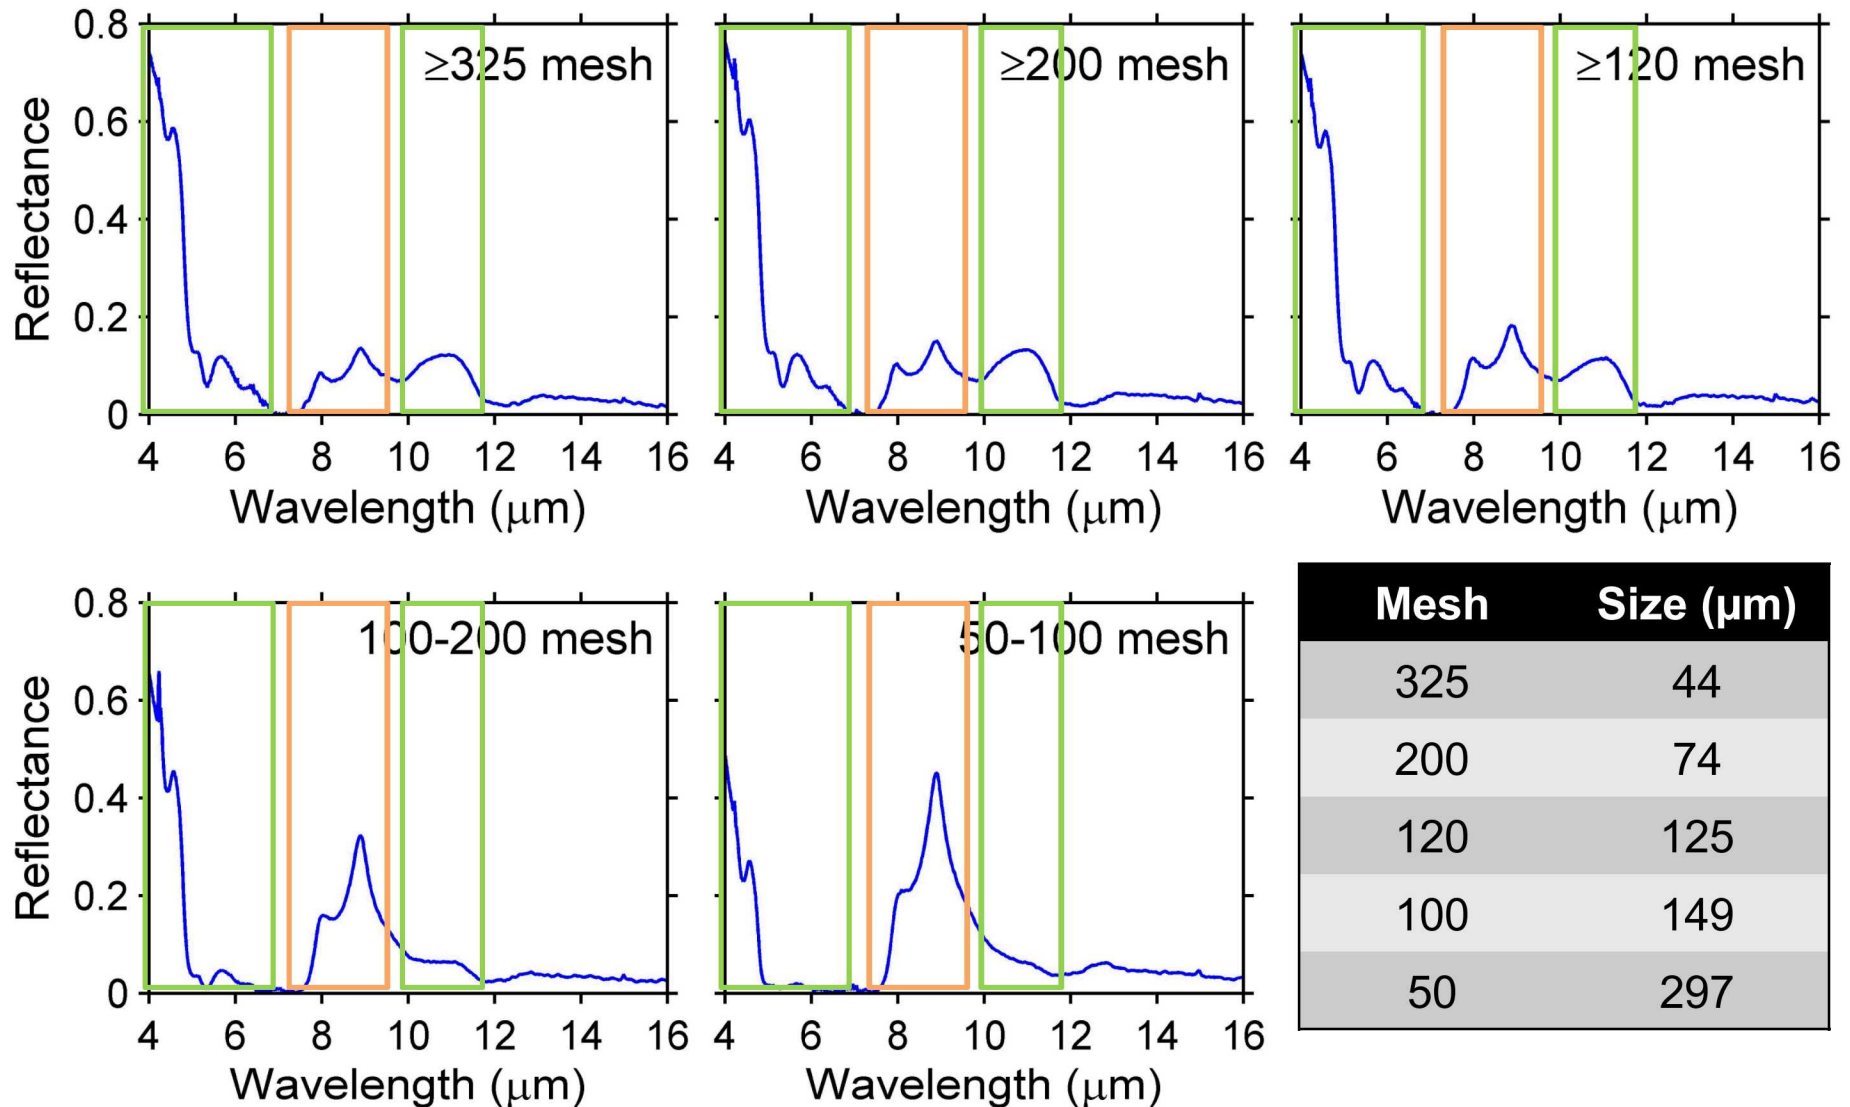 ≥325 mesh
0.8
0.6
0.4
0.2
0
Reflectance
4 6 8 10 12 14 16
Wavelength (μm)
≥200 mesh
4 6 8 10 12 14 16
Wavelength (μm)
≥120 mesh
4 6 8 10 12 14 16
Wavelength (μm)
100-200 mesh
0.8
0.6
0.4
0.2
0
Reflectance
4 6 8 10 12 14 16
Wavelength (μm)
50-100 mesh
4 6 8 10 12 14 16
Wavelength (μm)
Mesh Size (μm)
325 44
200 74
120 125
100 149
50 297